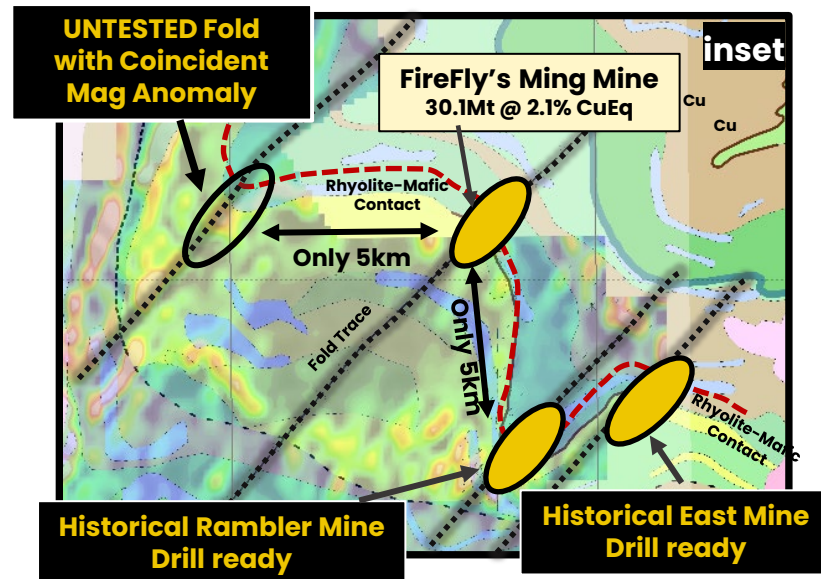 UNTESTED Fold
with Coincident
Mag Anomaly
inset
FireFly's Ming Mine
30.1Mt @ 2.1% CuEq
Cu
Cu
Rhyolite-Mafic
Contact
Only 5km
Only 5km
Fold Trace
Rhyolite-Mafic
Contact
Historical Rambler Mine
Drill ready
Historical East Mine
Drill ready